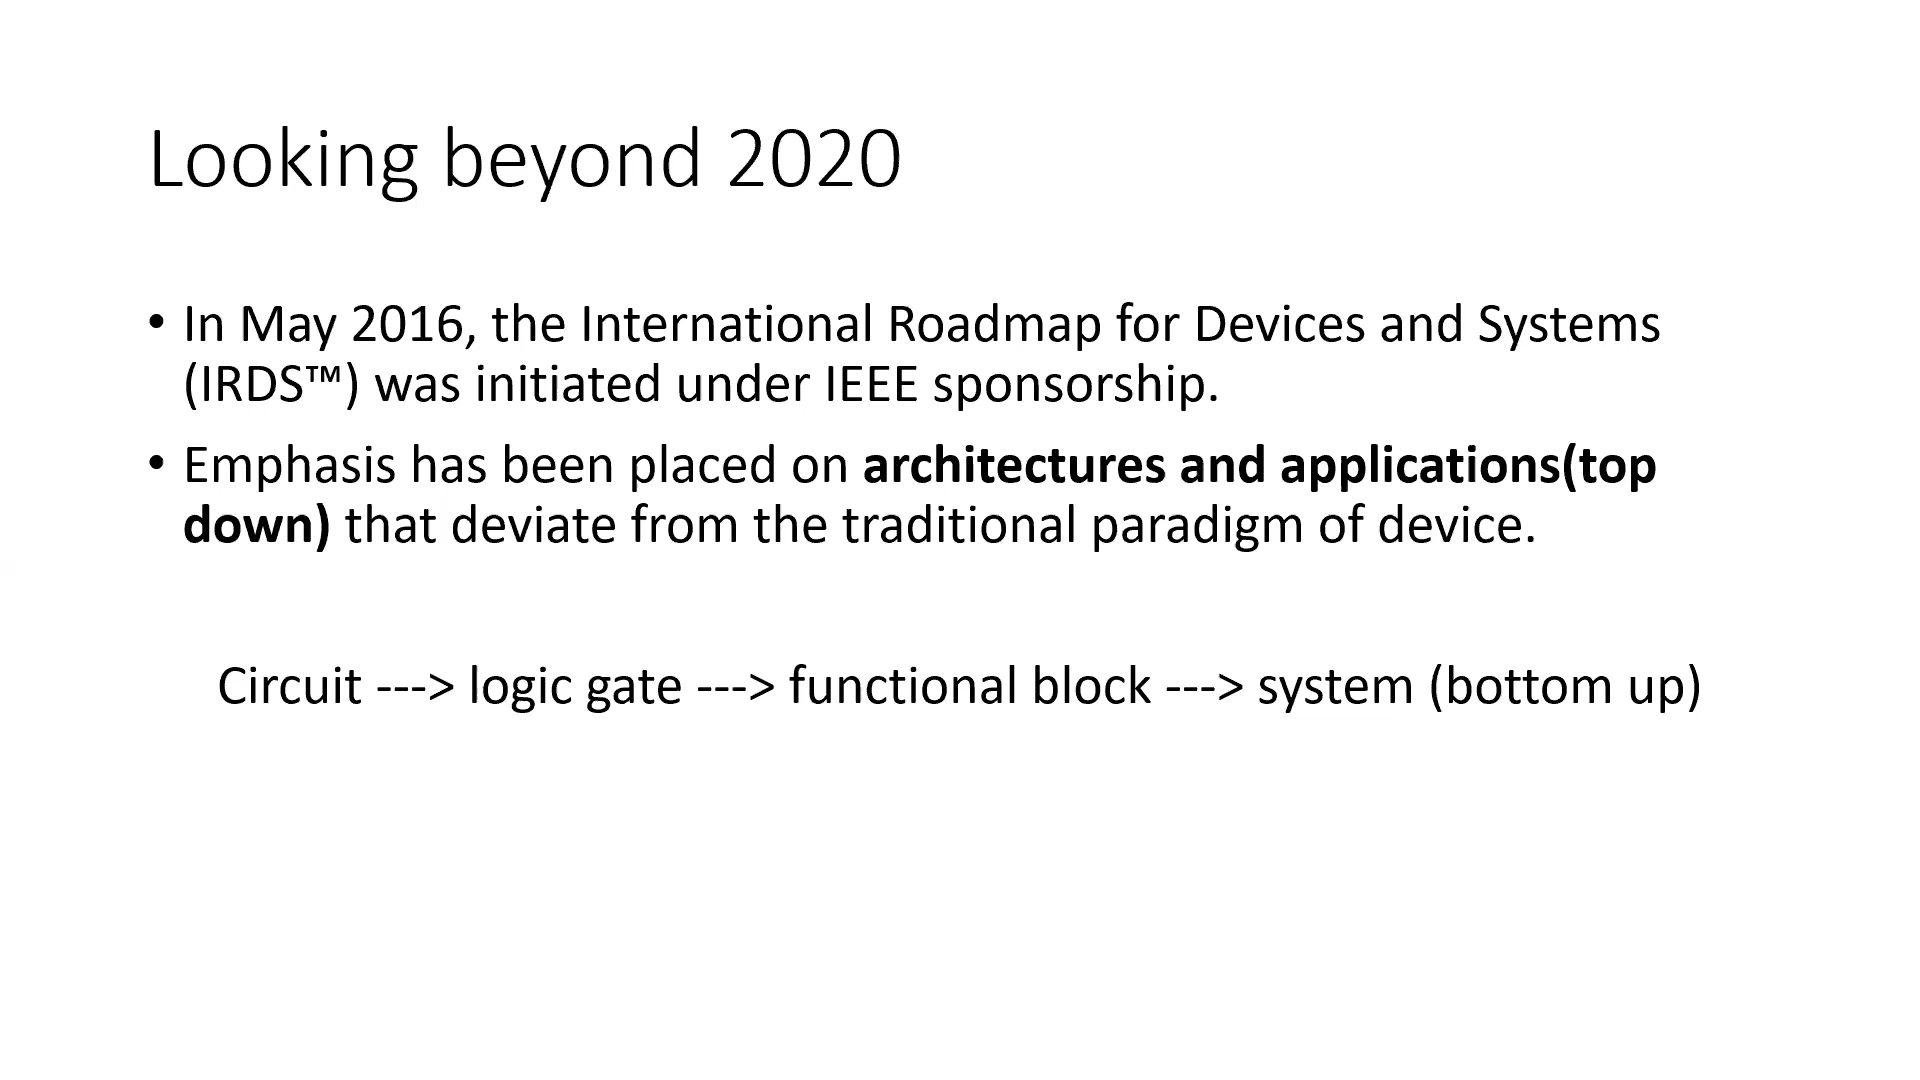 Looking beyond 2020
• In May 2016, the International Roadmap for Devices and Systems
(IRDS™) was initiated under IEEE sponsorship.
• Emphasis has been placed on architectures and applications(top
down) that deviate from the traditional paradigm of device.
Circuit ---> logic gate ---> functional block ---> system (bottom up)